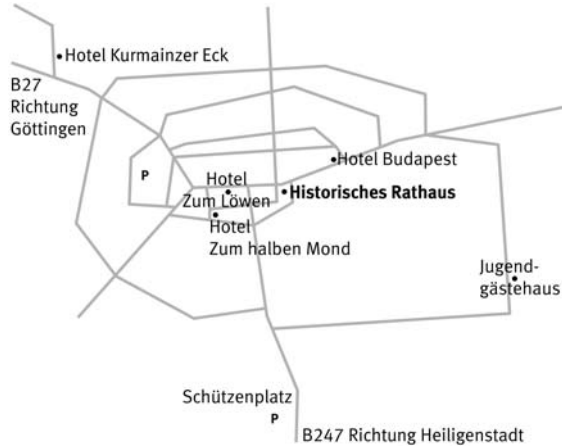 Hotel Kurmainzer Eck
B27
Richtung
Göttingen
P
Hotel Budapest
Hotel
Zum Löwen
Historisches Rathaus
Hotel
Zum halben Mond
Jugend-
gästehaus
Schützenplatz
P
B247 Richtung Heiligenstadt